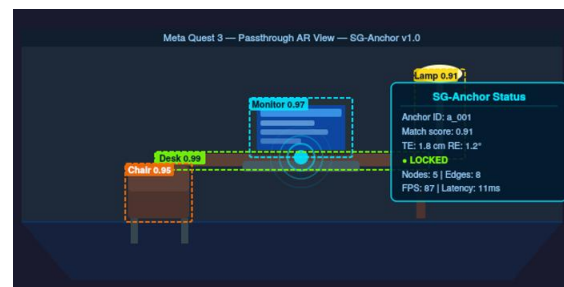 Meta Quest 3 — Passthrough AR View — SG-Anchor v1.0
Lamp 0.91
Monitor 0.97
Desk 0.99
Chair 0.95
SG-Anchor Status
Anchor ID: a_001
Match score: 0.91
TE: 1.8 cm RE: 1.2°
● LOCKED
Nodes: 5 | Edges: 8
FPS: 87 | Latency: 11ms